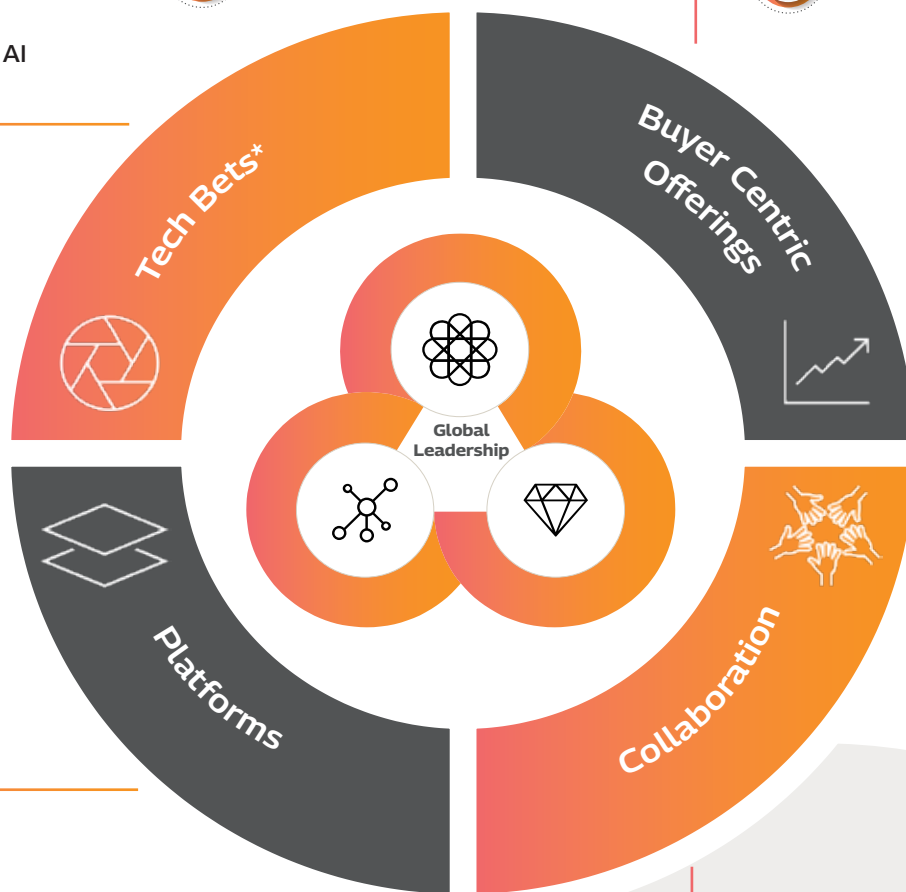 AI
Tech Bets*
Buyer Centric
Offerings
Global
Leadership
Platforms
Collaboration